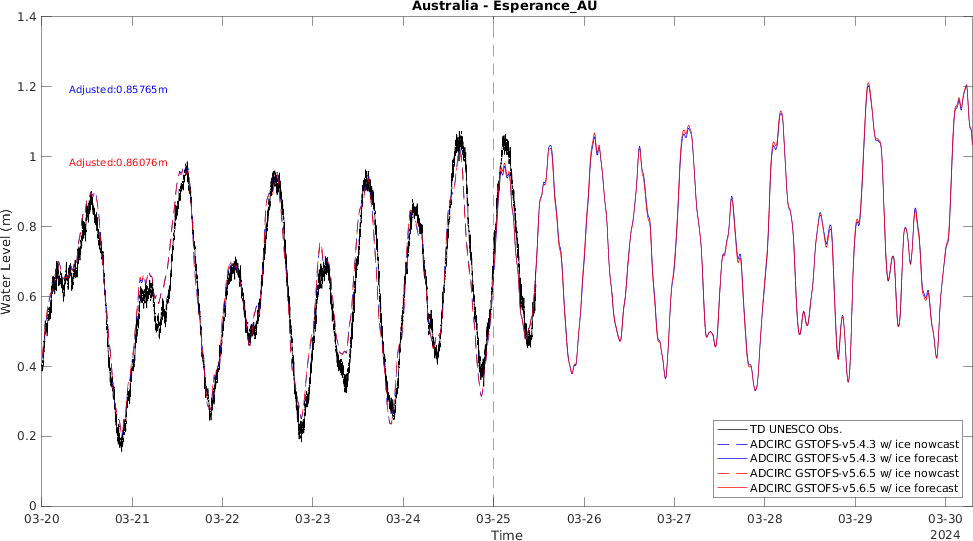 Australia - Esperance_AU
1.4
1.2
1
0.8
0.6
0.4
0.2
0
Water Level (m)
Adjusted:0.85765m
Adjusted:0.86076m
TD UNESCO Obs.
ADCIRC GSTOFS-v5.4.3 w/ ice nowcast
ADCIRC GSTOFS-v5.4.3 w/ ice forecast
ADCIRC GSTOFS-v5.6.5 w/ ice nowcast
ADCIRC GSTOFS-v5.6.5 w/ ice forecast
03-20 03-21 03-22 03-23 03-24 03-25 03-26 03-27 03-28 03-29 03-30
Time
2024